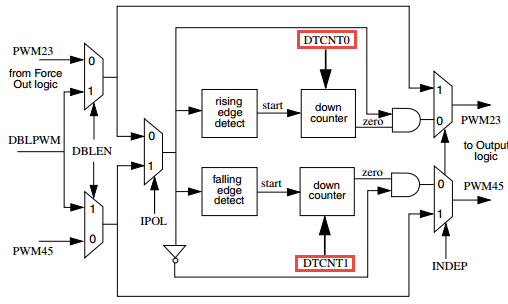 DTCNT0
PWM23
0
from Force
Out logic
1
1
rising
edge
detect
start
down
counter
zero
0
PWM23
0
DBLPWM
DBLEN
1
to Output
logic
falling
edge
detect
start
down
counter
zero
0
PWM45
1
IPOL
1
PWM45
0
DTCNT1
INDEP